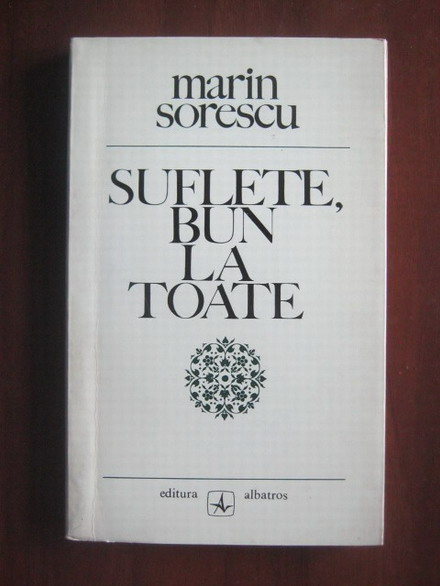 marin
sorescu
SUFLETE,
BUN
LA
TOATE
editura albatros